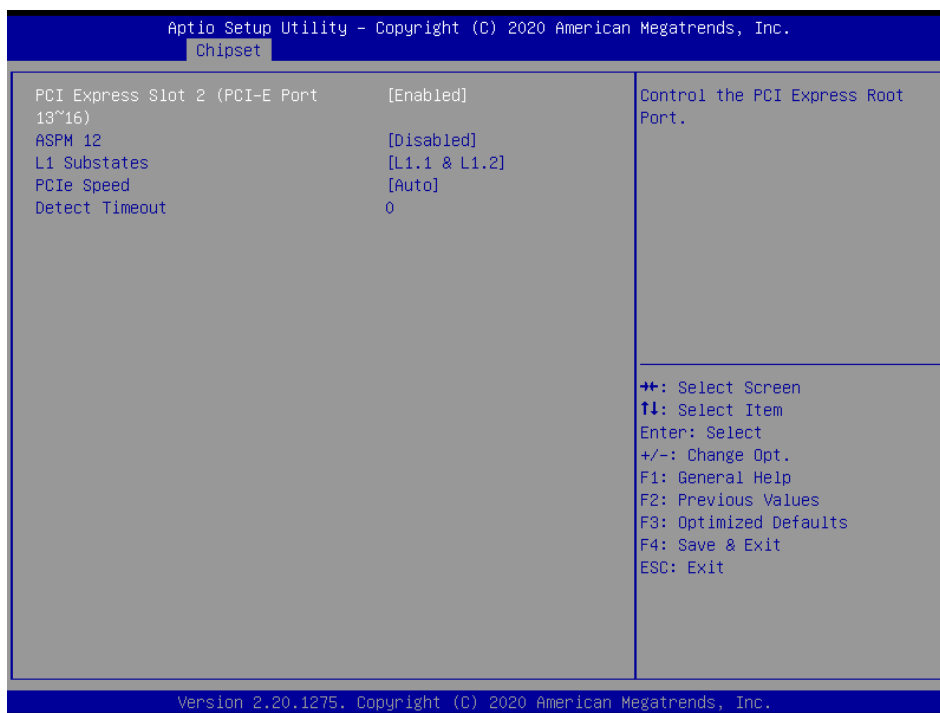 Aptio Setup Utility – Copyright (C) 2020 American Megatrends, Inc.
Chipset
PCI Express Slot 2 (PCI-E Port 13~16) [Enabled]
ASPM 12 [Disabled]
L1 Substates [L1.1 & L1.2]
PCIe Speed [Auto]
Detect Timeout 0
Control the PCI Express Root
Port.
→←: Select Screen
↑↓: Select Item
Enter: Select
+/-: Change Opt.
F1: General Help
F2: Previous Values
F3: Optimized Defaults
F4: Save & Exit
ESC: Exit
Version 2.20.1275. Copyright (C) 2020 American Megatrends, Inc.